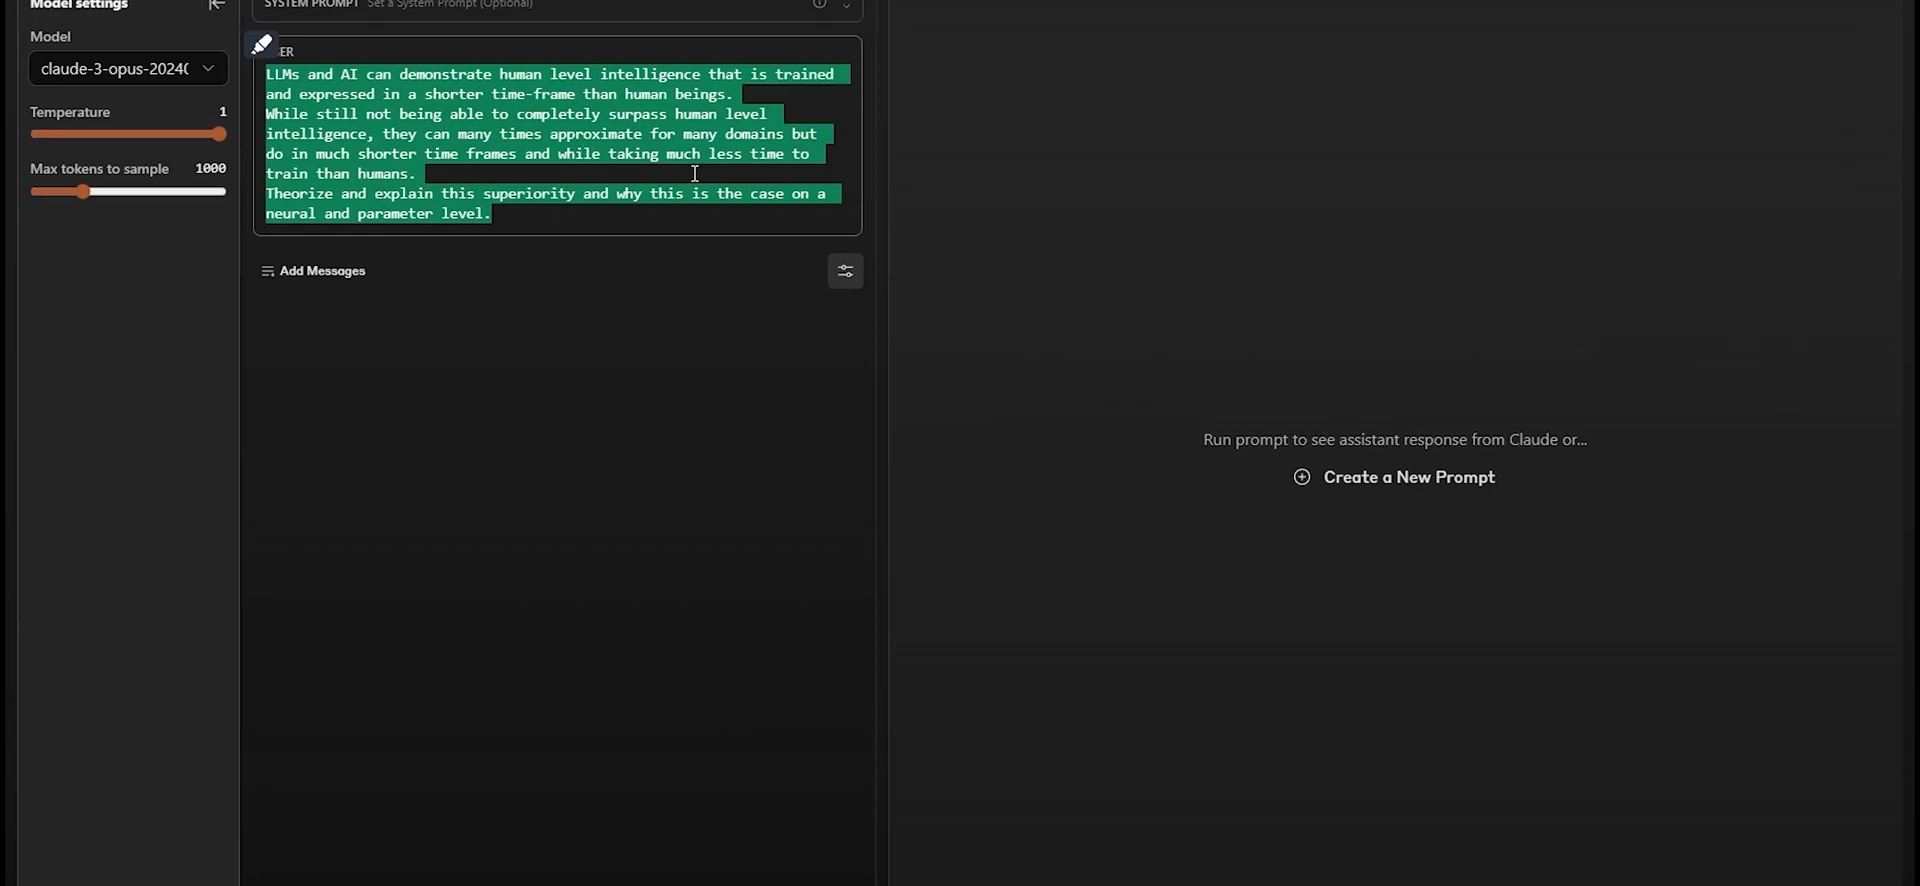 Model settings
SYSTEM PROMPT Set a System Prompt (Optional)
Model
claude-3-opus-2024(
Temperature 1
Max tokens to sample 1000
ER
LLMs and AI can demonstrate human level intelligence that is trained
and expressed in a shorter time-frame than human beings.
While still not being able to completely surpass human level
intelligence, they can many times approximate for many domains but
do in much shorter time frames and while taking much less time to
train than humans.
Theorize and explain this superiority and why this is the case on a
neural and parameter level.
Add Messages
Run prompt to see assistant response from Claude or...
Create a New Prompt